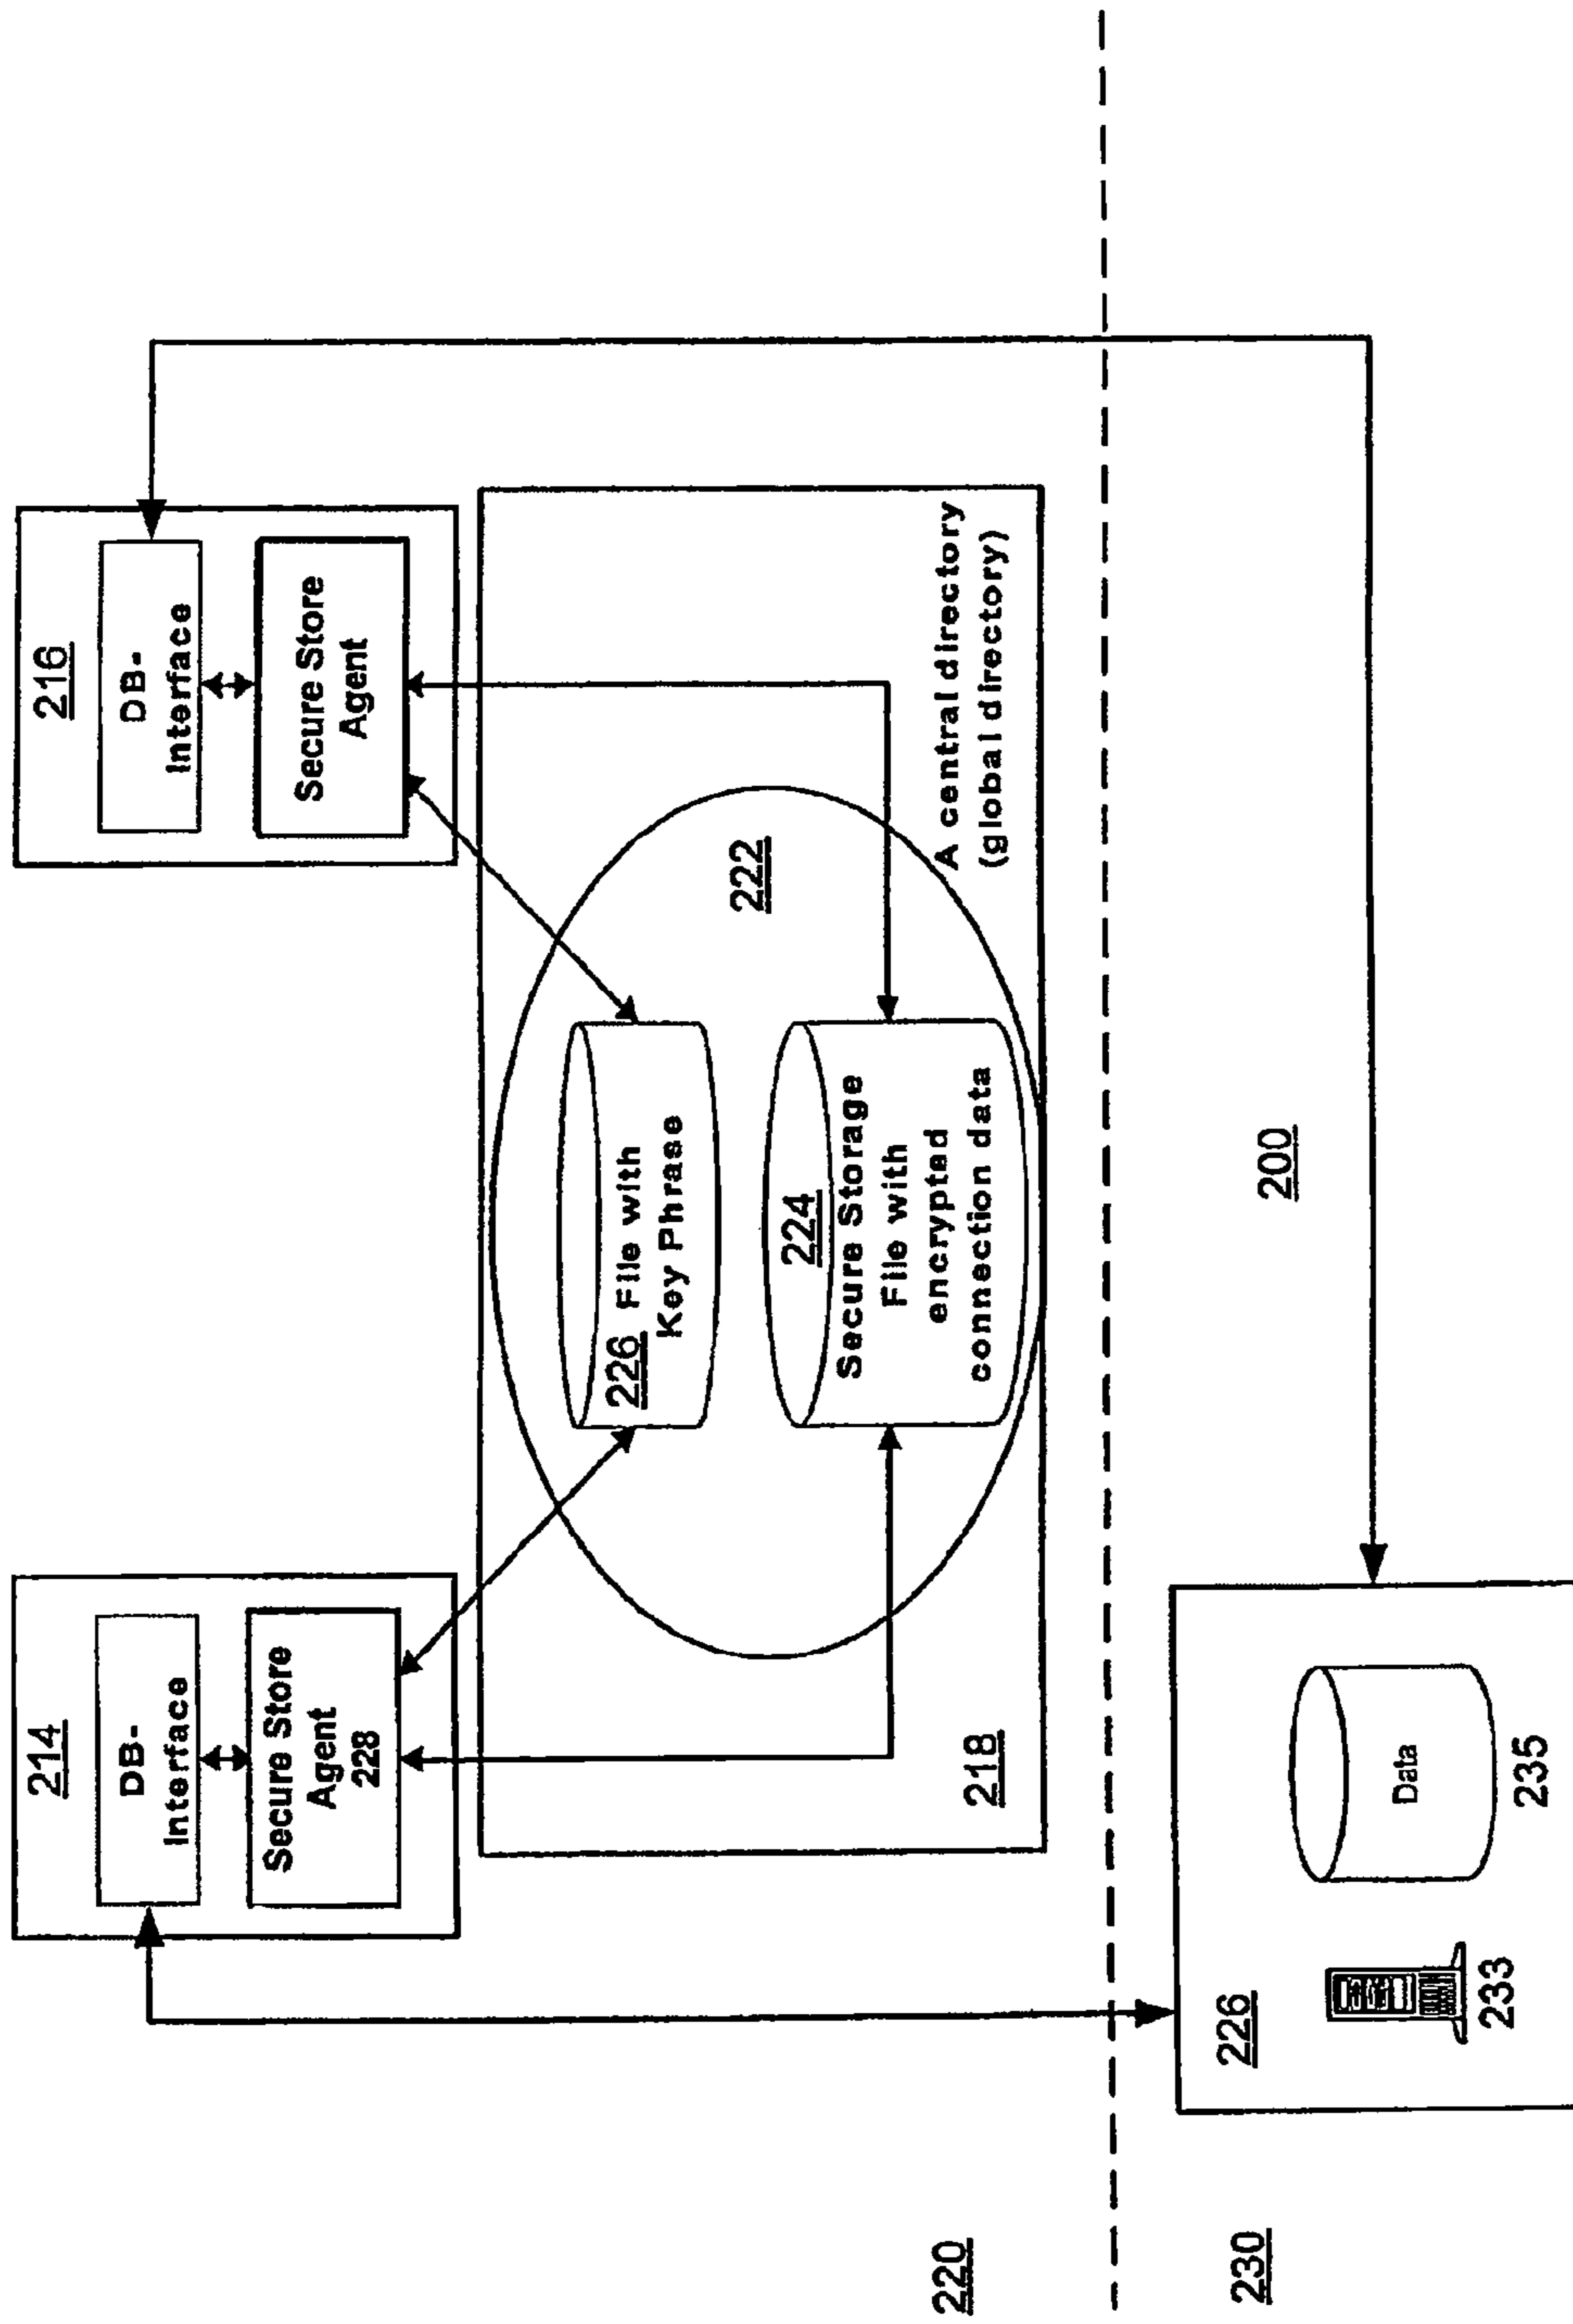 214
DB-
Interface
Secure Store
Agent
228
216
DB-
Interface
Secure Store
Agent
226 File with
Key Phrase
222
224
Secure Storage
File with
encrypted
connection data
218
A central directory
(global directory)
220
230
226
233
Data
235
200